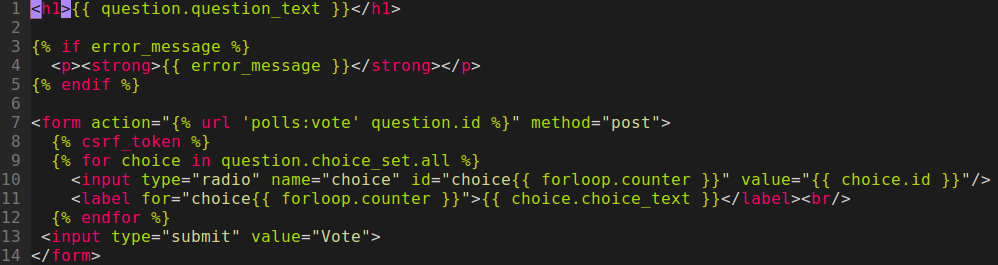 1 <h1>{{ question.question_text }}</h1>
2
3 {% if error_message %}
4   <p><strong>{{ error_message }}</strong></p>
5 {% endif %}
6
7 <form action="{% url 'polls:vote' question.id %}" method="post">
8   {% csrf_token %}
9   {% for choice in question.choice_set.all %}
10     <input type="radio" name="choice" id="choice{{ forloop.counter }}" value="{{ choice.id }}"/>
11     <label for="choice{{ forloop.counter }}">{{ choice.choice_text }}</label><br/>
12   {% endfor %}
13  <input type="submit" value="Vote">
14 </form>